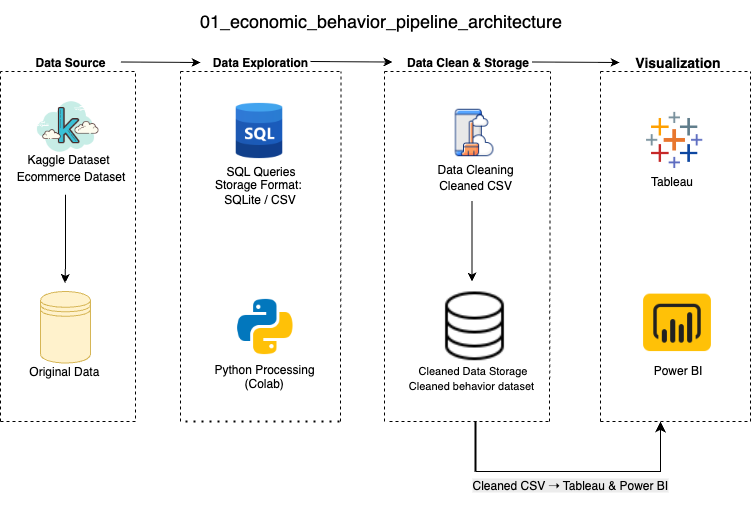 01_economic_behavior_pipeline_architecture
Data Source
Data Exploration
Data Clean & Storage
Visualization
k
Kaggle Dataset
Ecommerce Dataset
Original Data
SQL
SQL Queries
Storage Format:
SQLite / CSV
Python Processing
(Colab)
Data Cleaning
Cleaned CSV
Cleaned Data Storage
Cleaned behavior dataset
Tableau
Power BI
Cleaned CSV → Tableau & Power BI